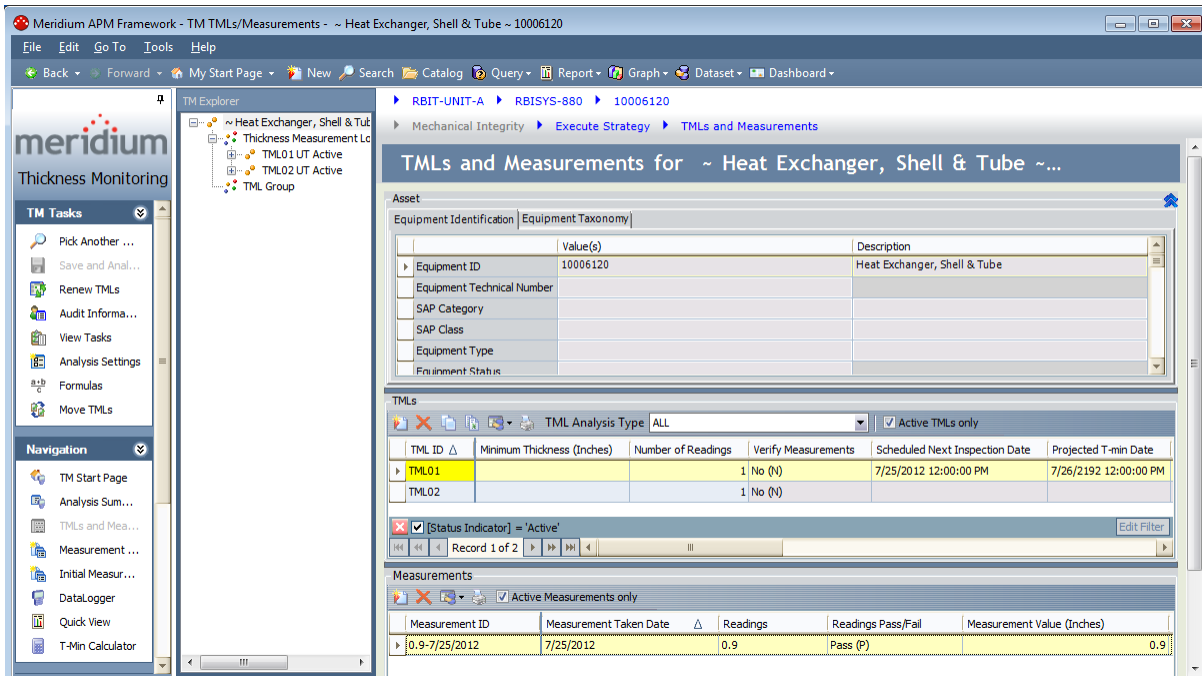 Meridium APM Framework - TM TMLs/Measurements - ~ Heat Exchanger, Shell & Tube ~ 10006120
File Edit Go To Tools Help
Back Forward My Start Page New Search Catalog Query Report Graph Dataset Dashboard
meridium
Thickness Monitoring
TM Tasks
Pick Another ...
Save and Anal...
Renew TMLs
Audit Informa...
View Tasks
Analysis Settings
Formulas
Move TMLs
Navigation
TM Start Page
Analysis Sum...
TMLs and Mea...
Measurement ...
Initial Measur...
DataLogger
Quick View
T-Min Calculator
TM Explorer
~ Heat Exchanger, Shell & Tub
Thickness Measurement Lo
TML01 UT Active
TML02 UT Active
TML Group
RBIT-UNIT-A RBISYS-880 10006120
Mechanical Integrity Execute Strategy TMLs and Measurements
TMLs and Measurements for ~ Heat Exchanger, Shell & Tube ~...
Asset
Equipment Identification Equipment Taxonomy
Value(s) Description
Equipment ID 10006120 Heat Exchanger, Shell & Tube
Equipment Technical Number
SAP Category
SAP Class
Equipment Type
Equipment Status
TMLs
TML Analysis Type ALL Active TMLs only
TML ID Minimum Thickness (Inches) Number of Readings Verify Measurements Scheduled Next Inspection Date Projected T-min Date
TML01 1 No (N) 7/25/2012 12:00:00 PM 7/26/2192 12:00:00 PM
TML02 1 No (N)
[Status Indicator] = 'Active' Edit Filter
Record 1 of 2
Measurements
Active Measurements only
Measurement ID Measurement Taken Date Readings Readings Pass/Fail Measurement Value (Inches)
0.9-7/25/2012 7/25/2012 0.9 Pass (P) 0.9